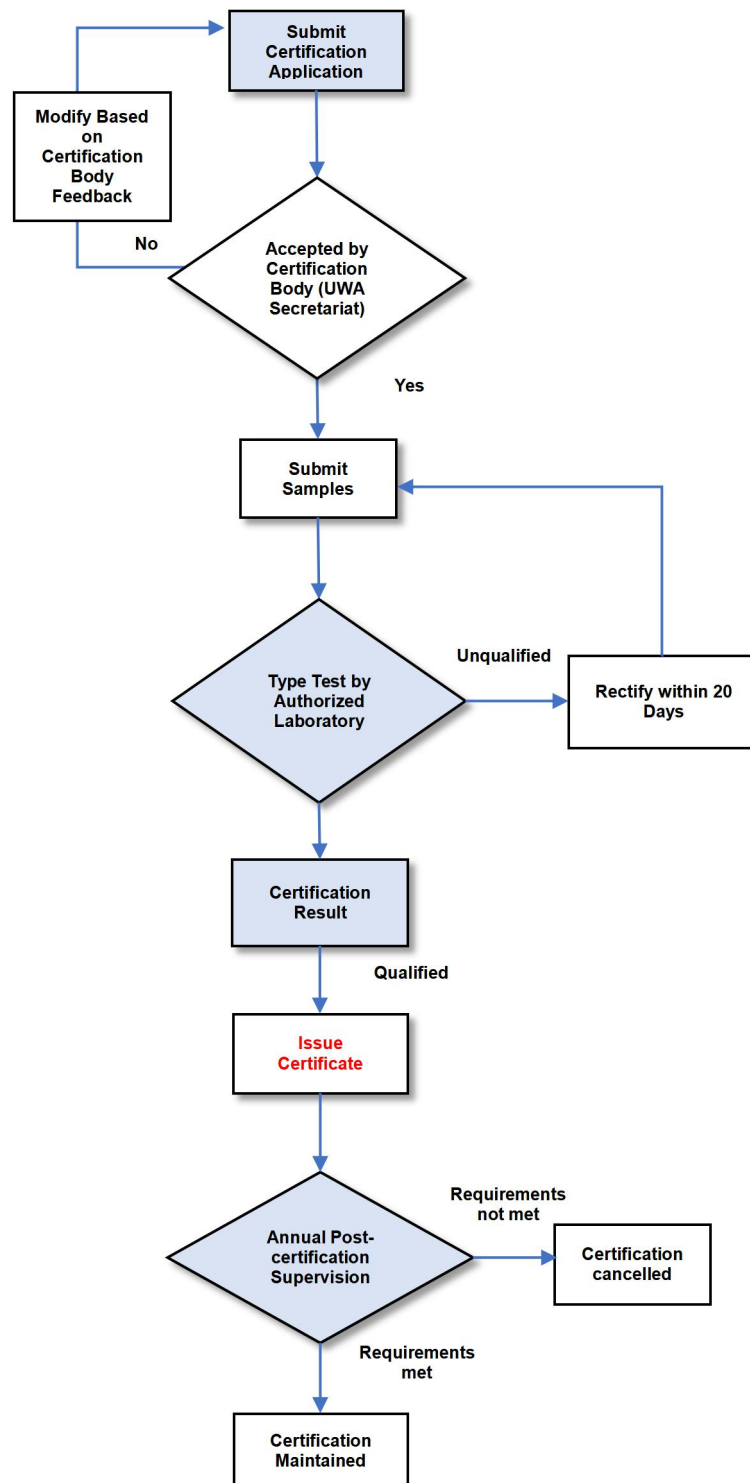 Submit
Certification
Application
Modify Based
on
Certification
Body
Feedback
No
Accepted by
Certification
Body (UWA
Secretariat)
Yes
Submit
Samples
Type Test by
Authorized
Laboratory
Unqualified
Rectify within 20
Days
Certification
Result
Qualified
Issue
Certificate
Annual Post-
certification
Supervision
Requirements
not met
Certification
cancelled
Requirements
met
Certification
Maintained